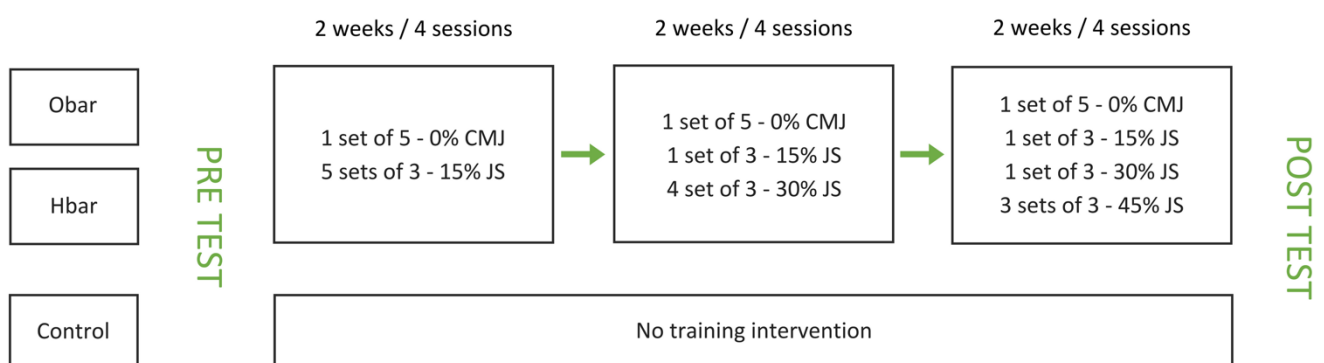 2 weeks / 4 sessions
2 weeks / 4 sessions
2 weeks / 4 sessions
Obar
Hbar
PRE TEST
1 set of 5 - 0% CMJ
5 sets of 3 - 15% JS
1 set of 5 - 0% CMJ
1 set of 3 - 15% JS
4 set of 3 - 30% JS
1 set of 5 - 0% CMJ
1 set of 3 - 15% JS
1 set of 3 - 30% JS
3 sets of 3 - 45% JS
POST TEST
Control
No training intervention